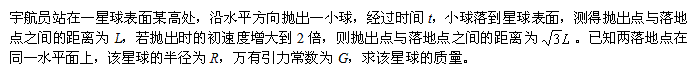 宇航员站在一星球表面某高处，沿水平方向抛出一小球，经过时间 t，小球落到星球表面，测得抛出点与落地
点之间的距离为 L，若抛出时的初速度增大到 2 倍，则抛出点与落地点之间的距离为 √3L 。已知两落地点在
同一水平面上，该星球的半径为 R，万有引力常数为 G，求该星球的质量。